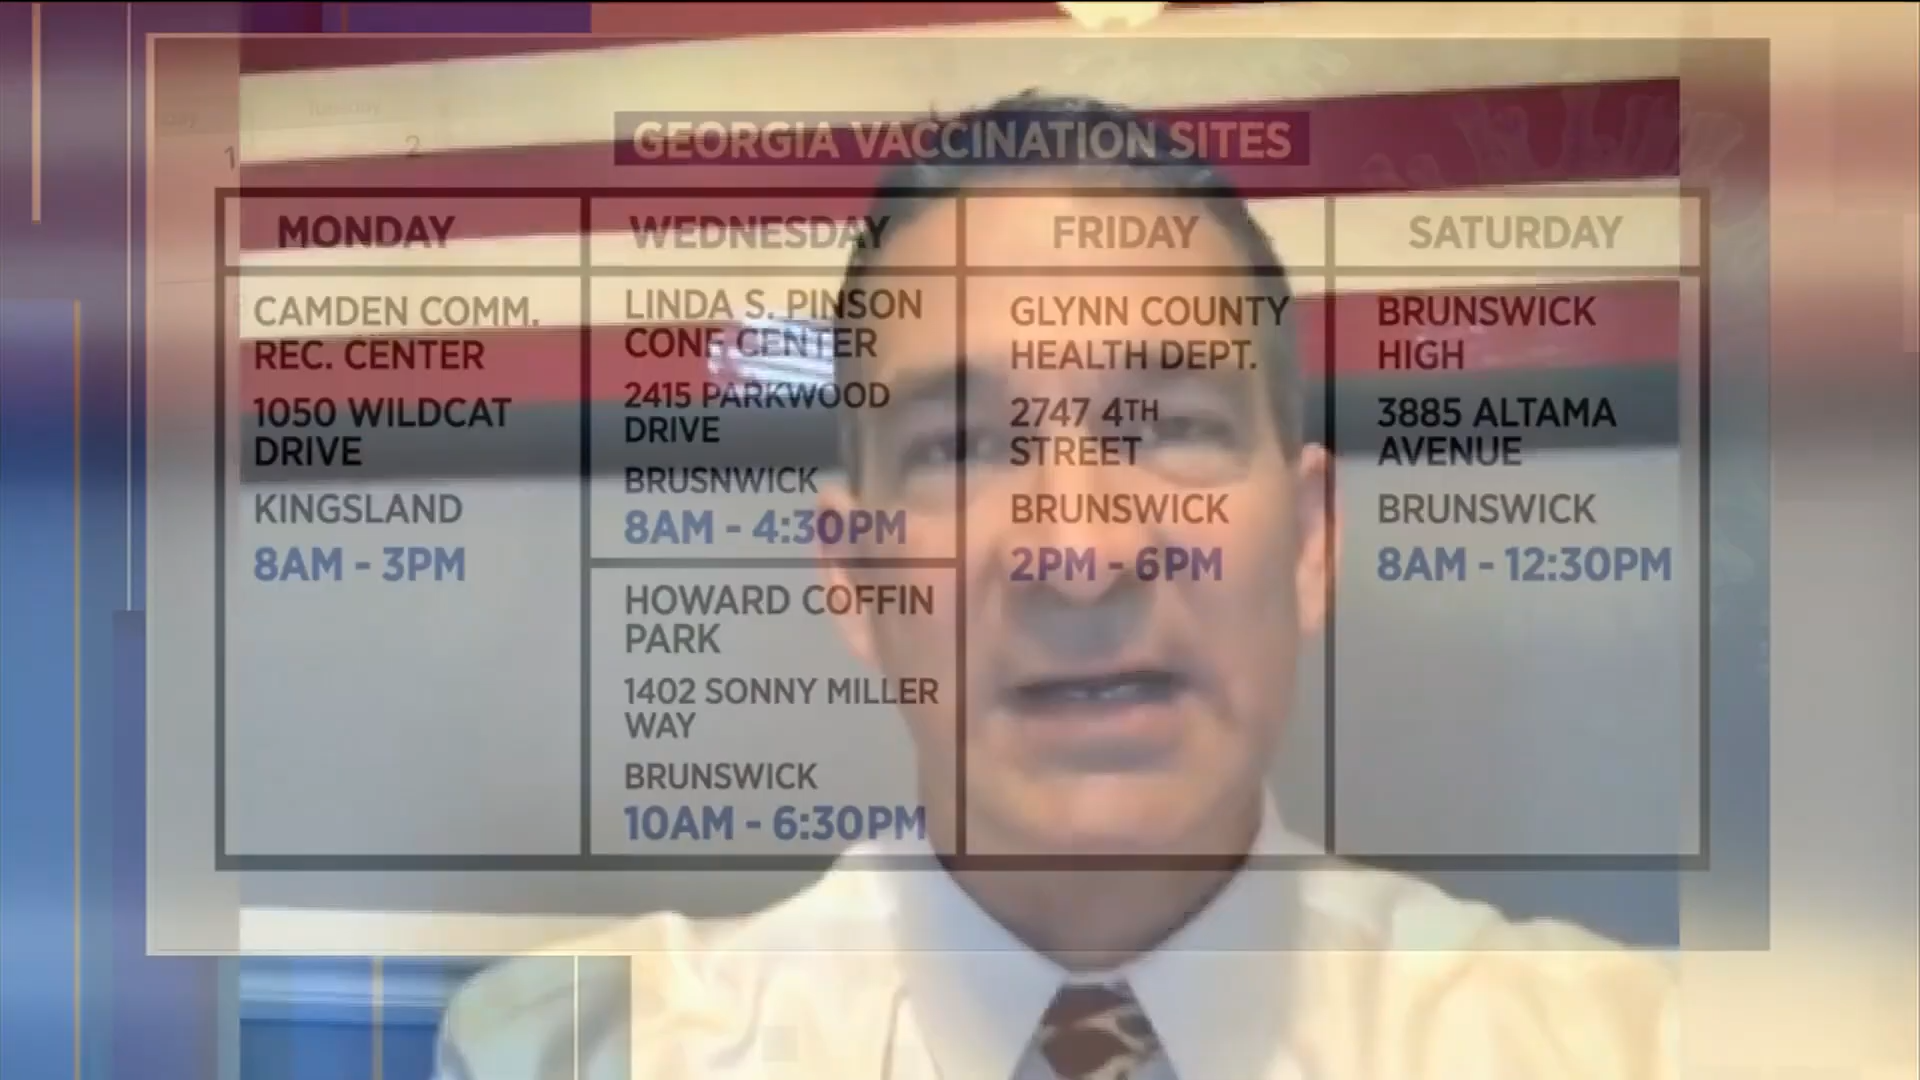 Tuesday
1
2
GEORGIA VACCINATION SITES
MONDAY
CAMDEN COMM.
REC. CENTER
1050 WILDCAT
DRIVE
KINGSLAND
8AM - 3PM
WEDNESDAY
LINDA S. PINSON
CONF CENTER
2415 PARKWOOD
DRIVE
BRUSNWICK
8AM - 4:30PM
HOWARD COFFIN
PARK
1402 SONNY MILLER
WAY
BRUNSWICK
10AM - 6:30PM
FRIDAY
GLYNN COUNTY
HEALTH DEPT.
2747 4TH
STREET
BRUNSWICK
2PM - 6PM
SATURDAY
BRUNSWICK
HIGH
3885 ALTAMA
AVENUE
BRUNSWICK
8AM - 12:30PM